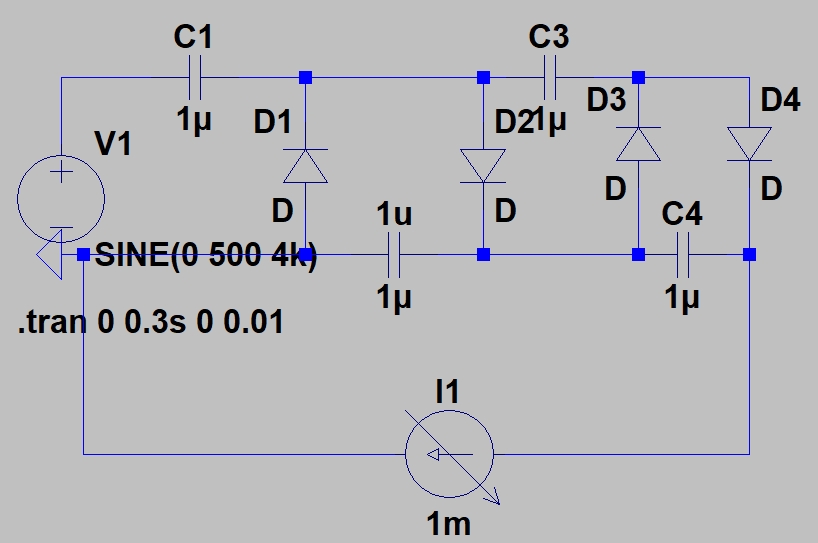 C1
1µ
C3
1µ
V1
D1
D
D2
D
D3
D
D4
D
1u
1µ
C4
1µ
SINE(0 500 4k)
.tran 0 0.3s 0 0.01
I1
1m